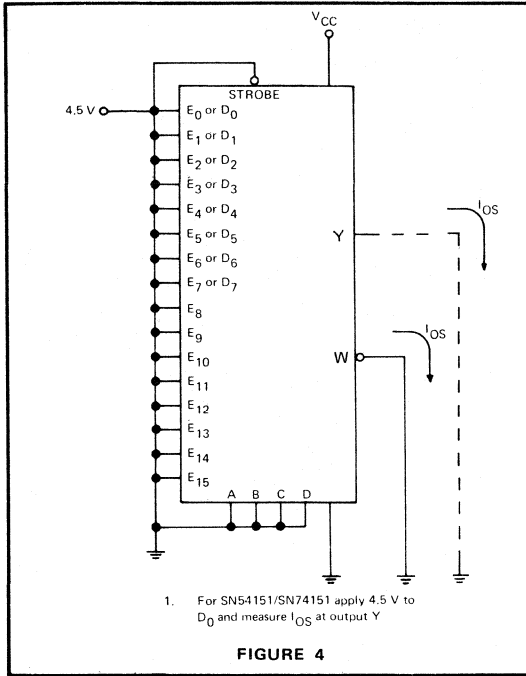 VCC
STROBE
4.5 V
E0 or D0
E1 or D1
E2 or D2
E3 or D3
E4 or D4
IOS
E5 or D5
Y
E6 or D6
E7 or D7
E8
E9
IOS
E10
W
E11
E12
E13
E14
E15
A B C D
1. For SN54151/SN74151 apply 4.5 V to
D0 and measure IOS at output Y
FIGURE 4